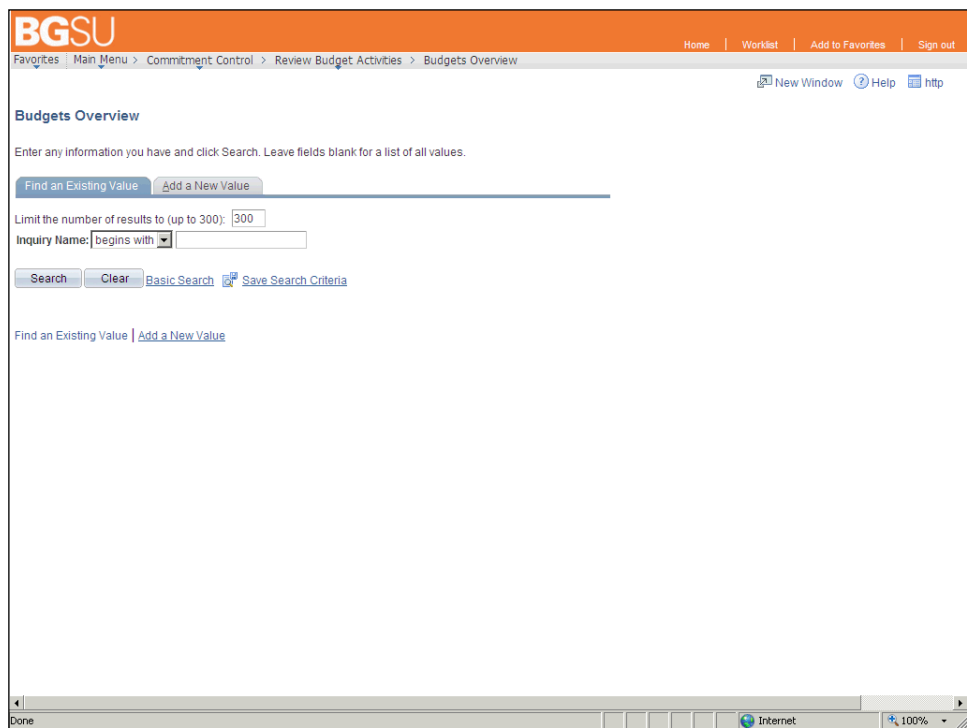 BGSU
Home | Worklist | Add to Favorites | Sign out
Favorites | Main Menu > Commitment Control > Review Budget Activities > Budgets Overview
New Window ? Help http
Budgets Overview
Enter any information you have and click Search. Leave fields blank for a list of all values.
Find an Existing Value Add a New Value
Limit the number of results to (up to 300): 300
Inquiry Name: begins with
Search Clear Basic Search Save Search Criteria
Find an Existing Value | Add a New Value
Done Internet 100%